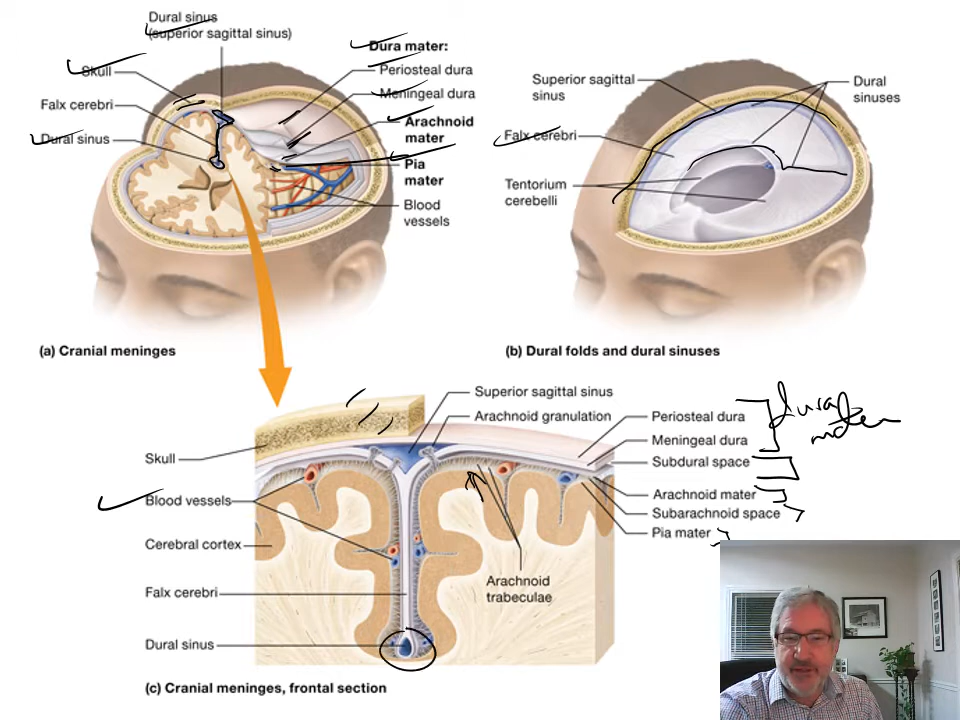 Dural sinus
(superior sagittal sinus)
Skull
Falx cerebri
Dural sinus
Dura mater:
Periosteal dura
Meningeal dura
Arachnoid
mater
Pia
mater
Blood
vessels
(a) Cranial meninges
Superior sagittal
sinus
Falx cerebri
Tentorium
cerebelli
Dural
sinuses
(b) Dural folds and dural sinuses
Superior sagittal sinus
Arachnoid granulation
Skull
Blood vessels
Cerebral cortex
Falx cerebri
Dural sinus
Periosteal dura
Meningeal dura
Subdural space
Arachnoid mater
Subarachnoid space
Pia mater
dura
mater
Arachnoid
trabeculae
(c) Cranial meninges, frontal section